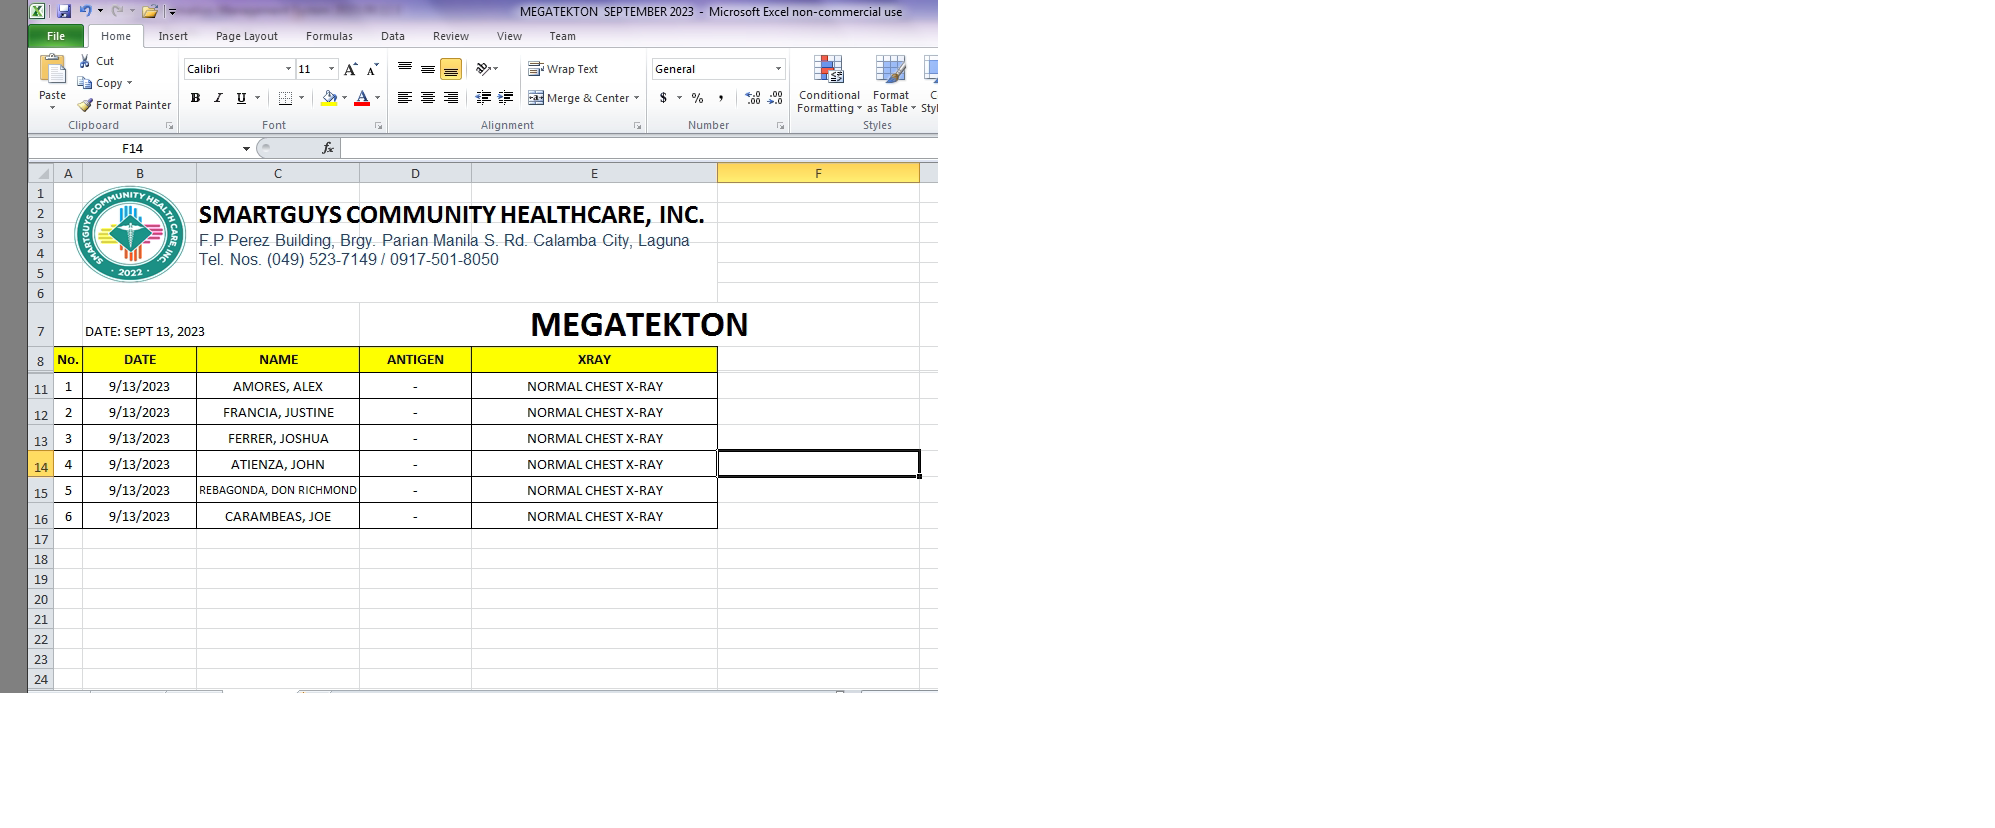 MEGATEKTON SEPTEMBER 2023 - Microsoft Excel non-commercial use
File Home Insert Page Layout Formulas Data Review View Team
Cut
Copy
Format Painter
Paste
Clipboard
Calibri 11
B I U
Font
Wrap Text
Merge & Center
Alignment
General
$ % , .00 .00
Number
Conditional Formatting
Format as Table
Styles
F14 fx
A B C D E F
1
2 SMARTGUYS COMMUNITY HEALTHCARE, INC.
3 F.P Perez Building, Brgy. Parian Manila S. Rd. Calamba City, Laguna
4 Tel. Nos. (049) 523-7149 / 0917-501-8050
5
6
SMARTGUYS COMMUNITY HEALTH CARE, INC.
· 2022 ·
7 DATE: SEPT 13, 2023 MEGATEKTON
8 No. DATE NAME ANTIGEN XRAY
11 1 9/13/2023 AMORES, ALEX - NORMAL CHEST X-RAY
12 2 9/13/2023 FRANCIA, JUSTINE - NORMAL CHEST X-RAY
13 3 9/13/2023 FERRER, JOSHUA - NORMAL CHEST X-RAY
14 4 9/13/2023 ATIENZA, JOHN - NORMAL CHEST X-RAY
15 5 9/13/2023 REBAGONDA, DON RICHMOND - NORMAL CHEST X-RAY
16 6 9/13/2023 CARAMBEAS, JOE - NORMAL CHEST X-RAY
17
18
19
20
21
22
23
24